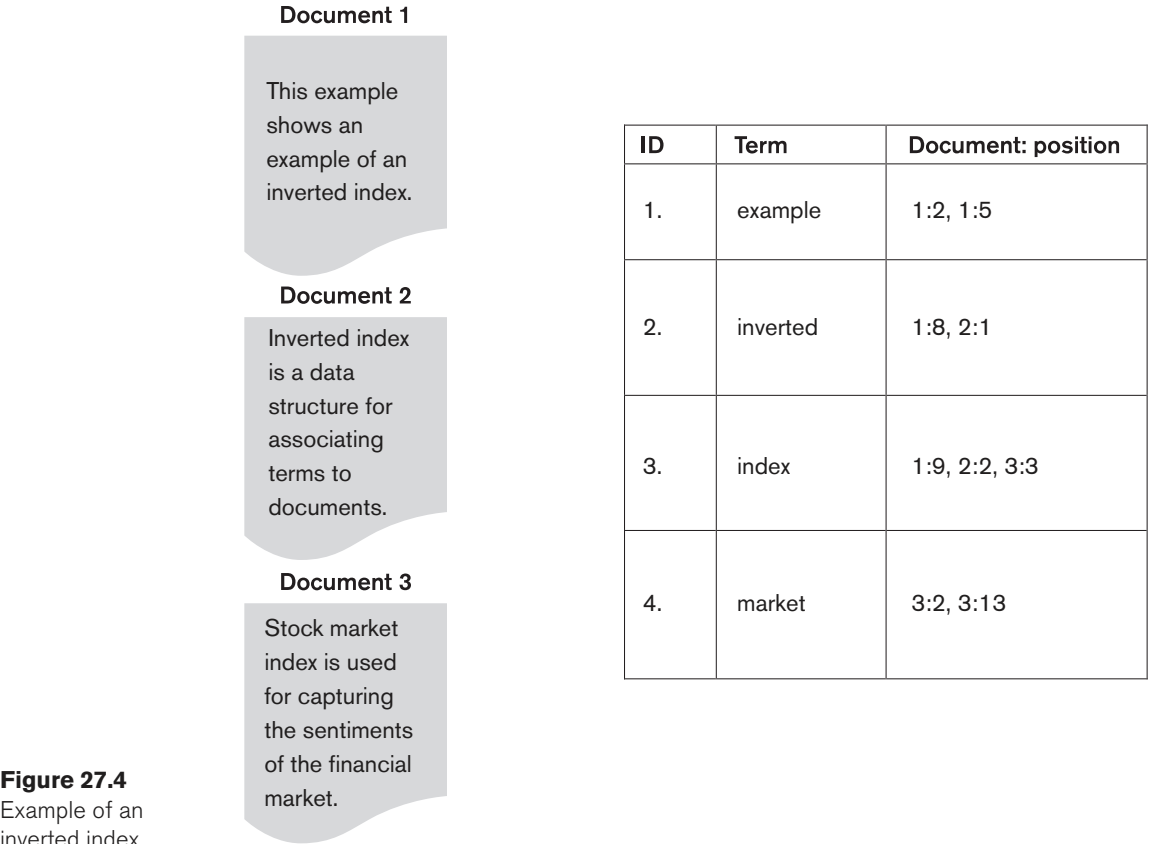 Document 1
This example
shows an
example of an
inverted index.
Document 2
Inverted index
is a data
structure for
associating
terms to
documents.
Document 3
Stock market
index is used
for capturing
the sentiments
of the financial
market.
ID Term Document: position
1. example 1:2, 1:5
2. inverted 1:8, 2:1
3. index 1:9, 2:2, 3:3
4. market 3:2, 3:13
Figure 27.4
Example of an
inverted index